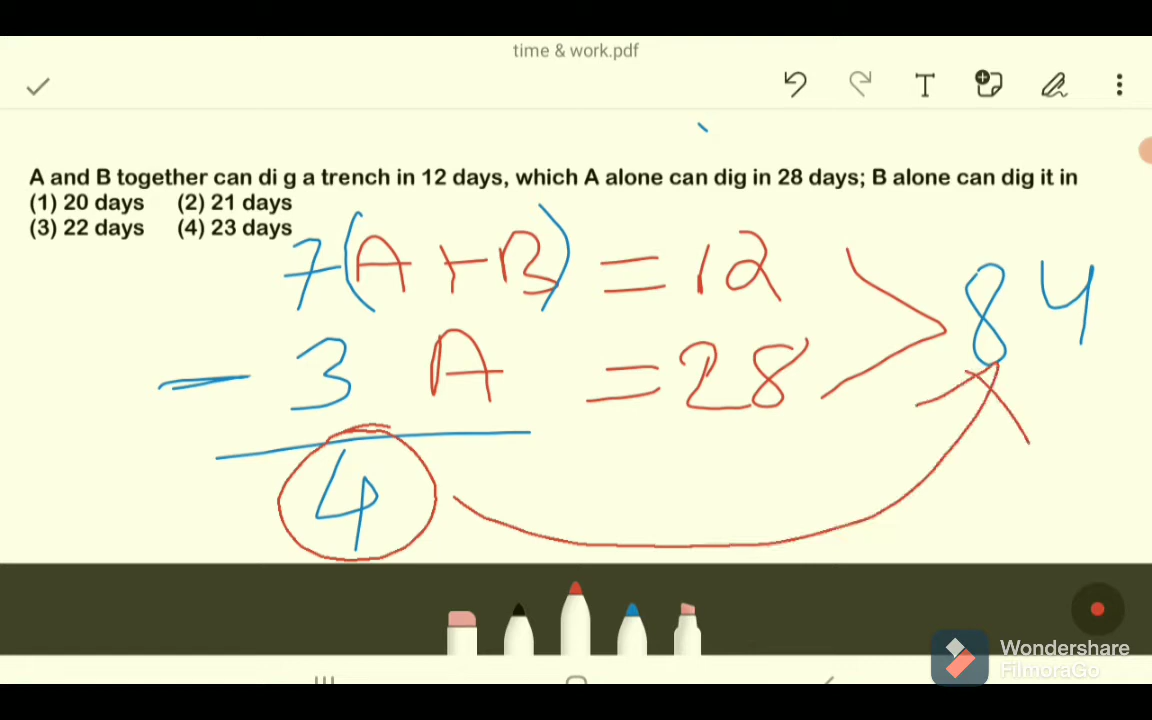 time & work.pdf
A and B together can di g a trench in 12 days, which A alone can dig in 28 days; B alone can dig it in
(1) 20 days (2) 21 days
(3) 22 days (4) 23 days
7(A+B) = 12
84
- 3 A = 28
4
Wondershare
FilmoraGo